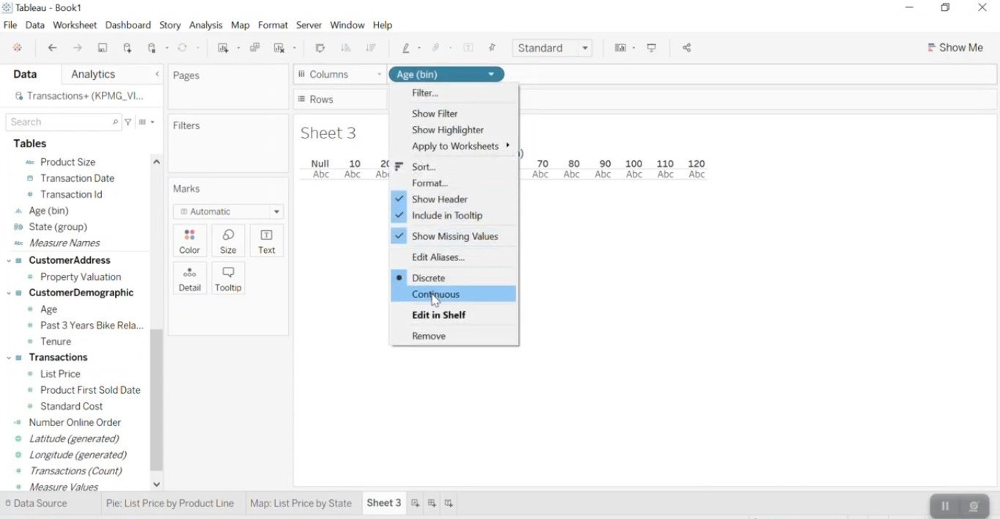 Tableau - Book1
File Data Worksheet Dashboard Story Analysis Map Format Server Window Help
Standard
Show Me
Data Analytics
Pages
Columns
Age (bin)
Transactions+ (KPMG_VI...
Rows
Search
Filters
Tables
Abc Product Size
Transaction Date
Transaction Id
Age (bin)
State (group)
Abc Measure Names
CustomerAddress
Property Valuation
CustomerDemographic
Age
Past 3 Years Bike Rela...
Tenure
Transactions
List Price
Product First Sold Date
Standard Cost
Number Online Order
Latitude (generated)
Longitude (generated)
Transactions (Count)
Measure Values
Marks
Automatic
Color Size Text
Detail Tooltip
Sheet 3
Null 10 70 80 90 100 110 120
Abc Abc Abc Abc Abc Abc Abc Abc
Filter...
Show Filter
Show Highlighter
Apply to Worksheets
Sort...
Format...
Show Header
Include in Tooltip
Show Missing Values
Edit Aliases...
Discrete
Continuous
Edit in Shelf
Remove
Data Source Pie: List Price by Product Line Map: List Price by State Sheet 3